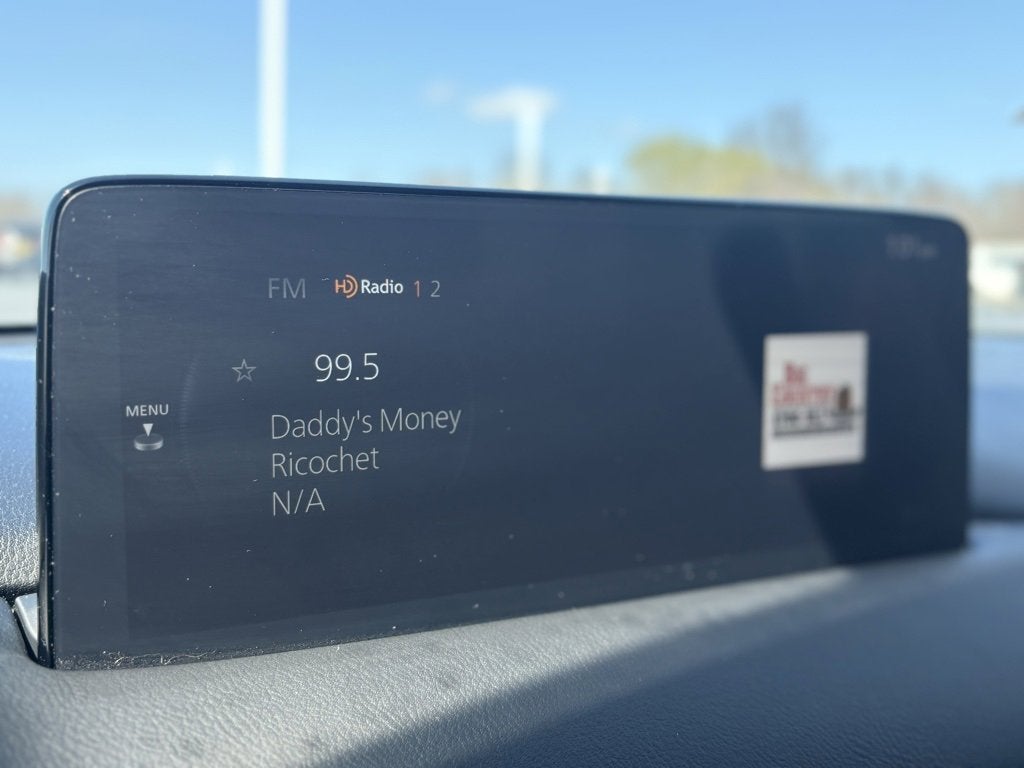 FM HD Radio 1 2
99.5
MENU
Daddy's Money
Ricochet
N/A